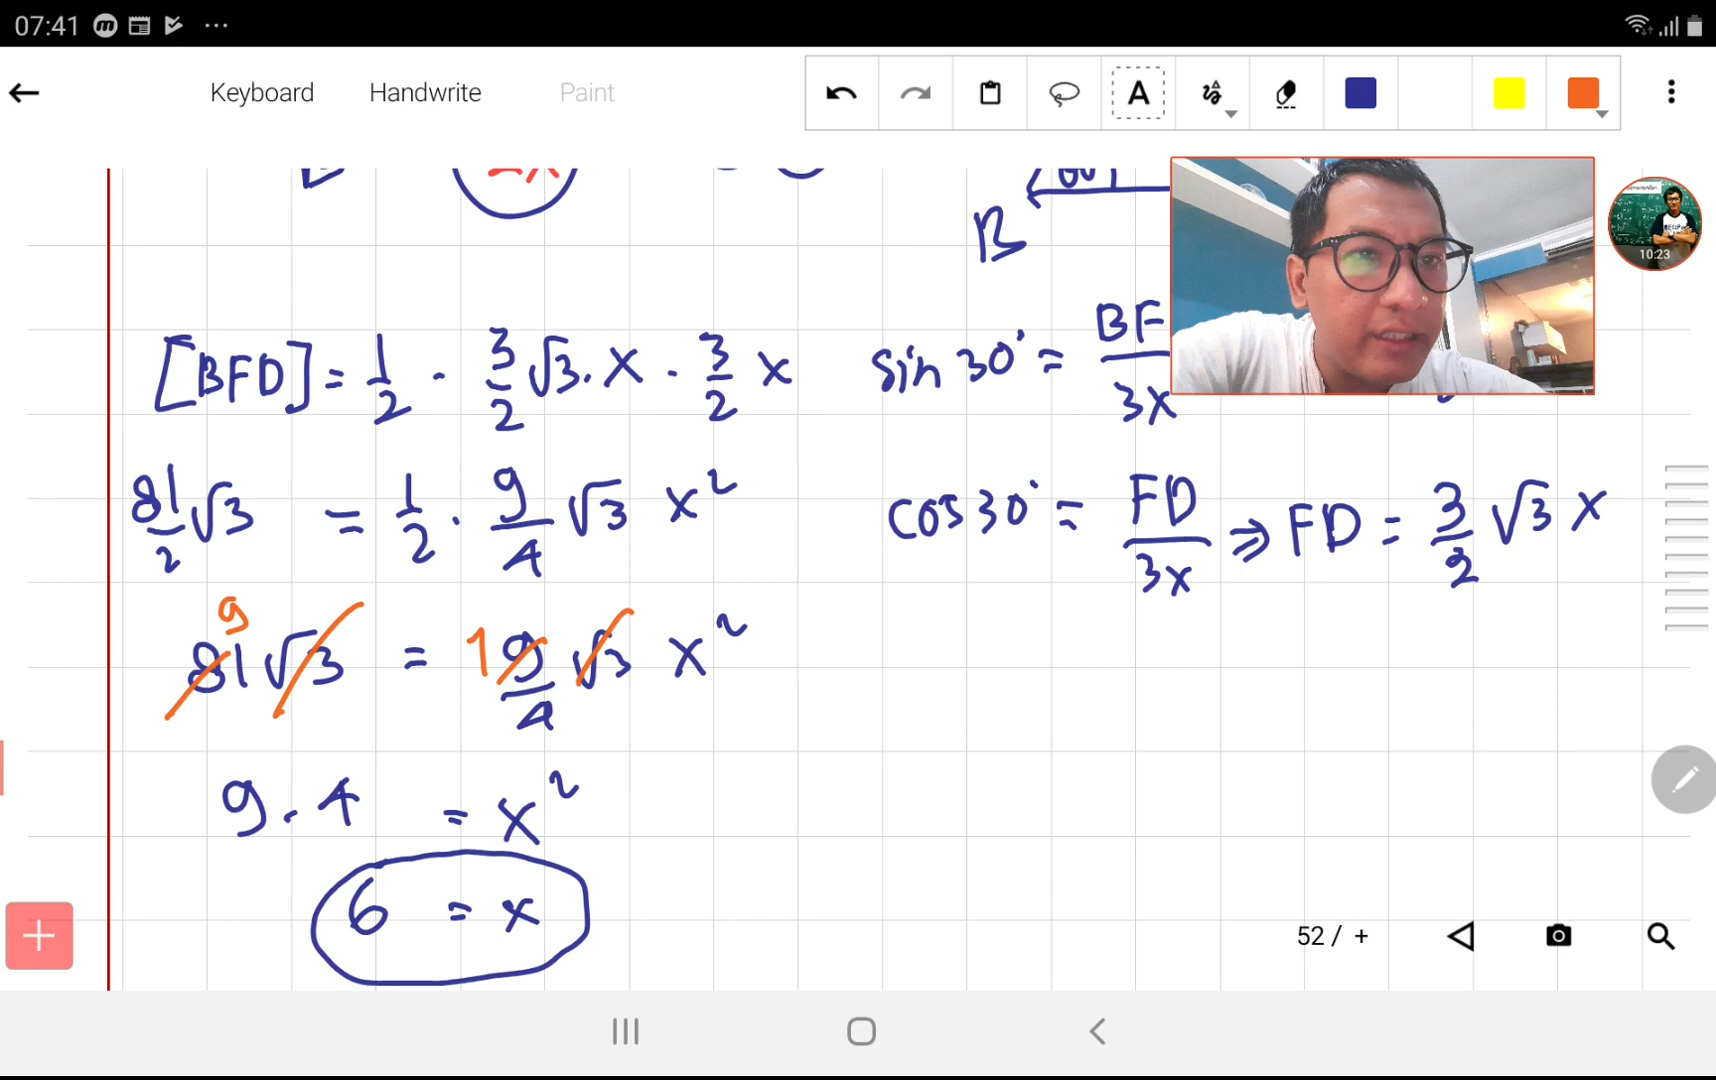 07:41
Keyboard Handwrite Paint
A
10:23
B
[BFD] = 1/2 · 3/2 √3 · x · 3/2 x
sin 30° = BF/3x
81/2 √3 = 1/2 · 9/4 √3 x²
cos 30° = FD/3x ⇒ FD = 3/2 √3 x
9
81 √3 = 1 9/4 √3 x²
9 · 4 = x²
6 = x
52 / +